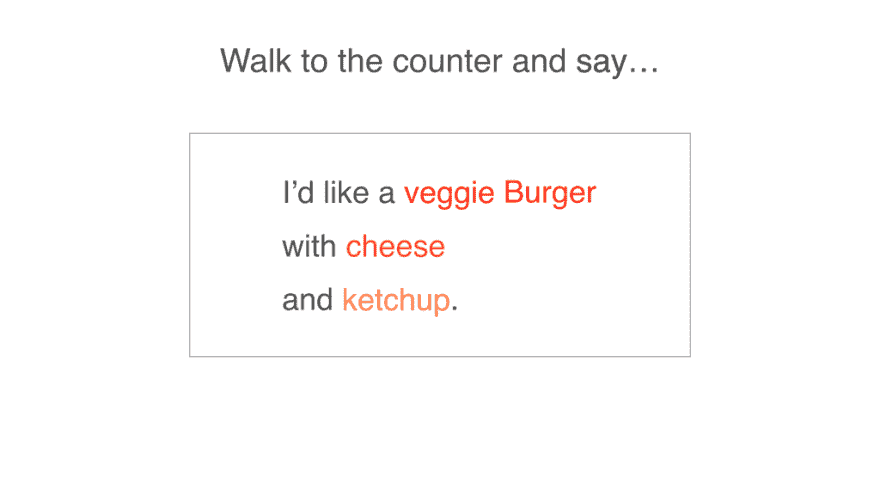 Walk to the counter and say…
I’d like a veggie Burger
with cheese
and ketchup.